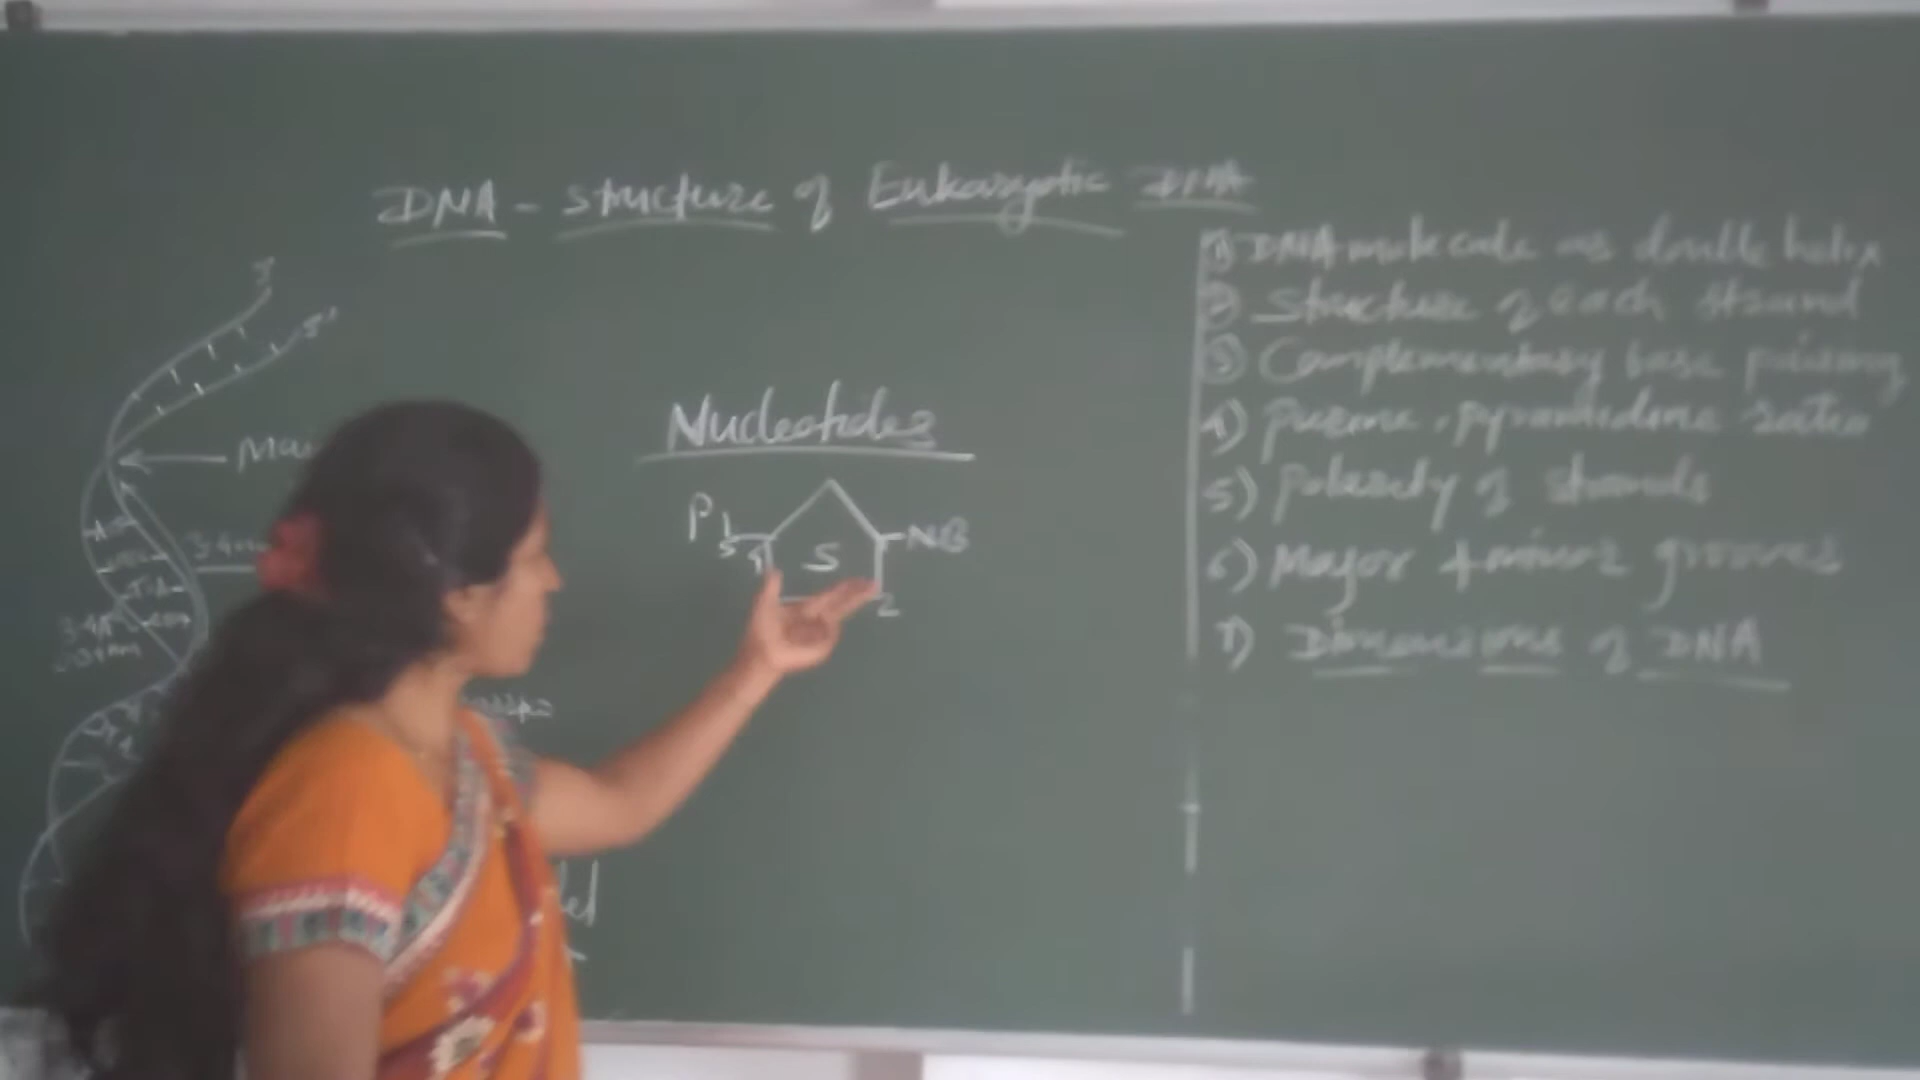 DNA - structure of Eukaryotic DNA
3'
5'
3.4
Nucleotides
P
5
4
S
NB
2
1) DNA molecule as double helix
2) Structure of each strand
3) Complementary base pairing
4) purine, pyramidine ratio
5) polarity of strands
6) Major & minor grooves
7) Dimensions of DNA